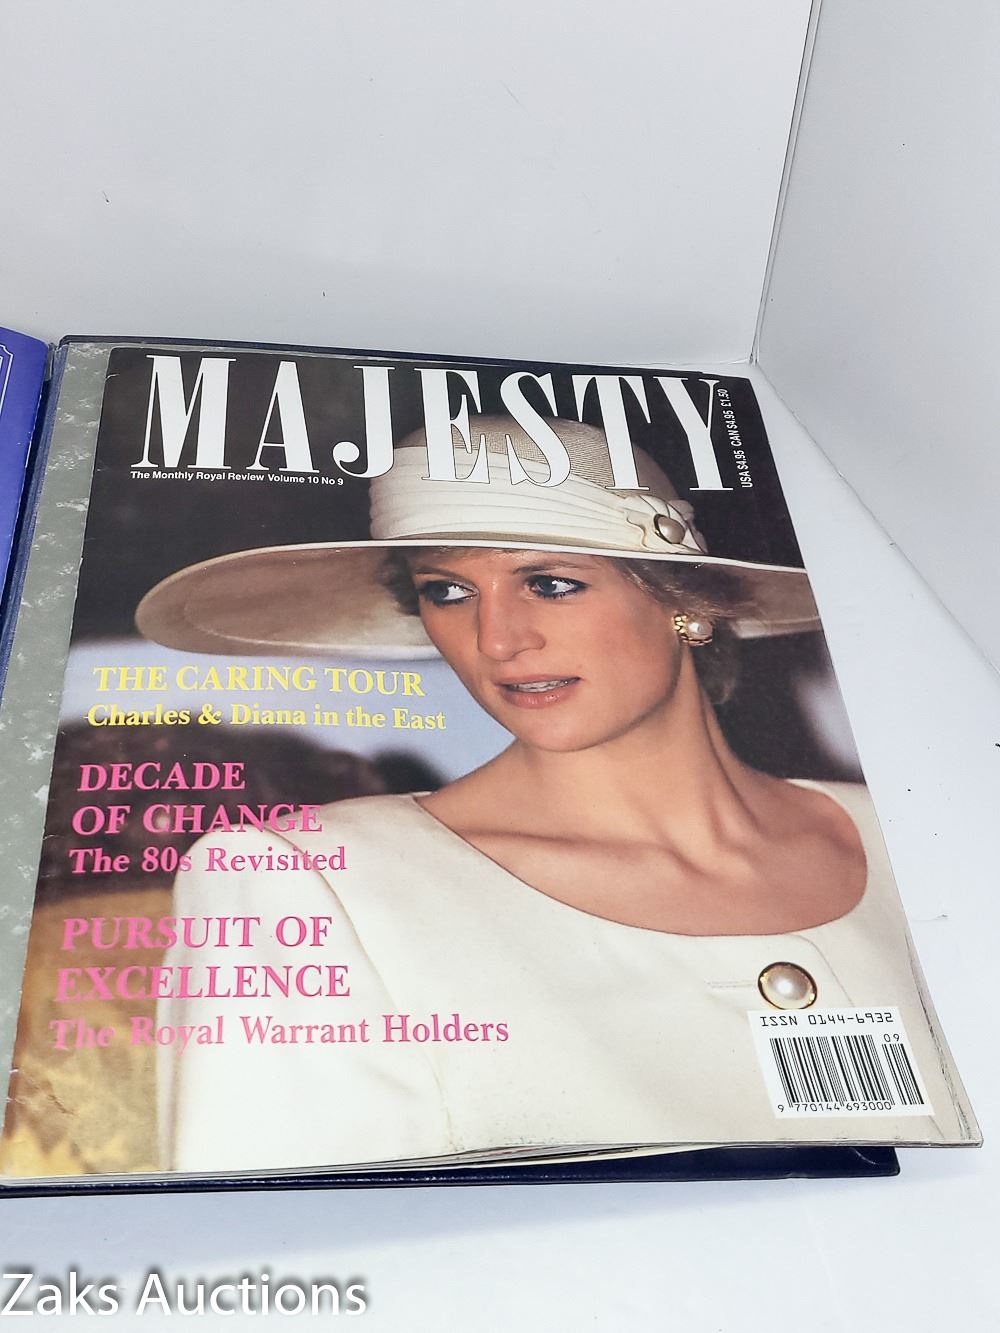 MAJESTY
The Monthly Royal Review Volume 10 No 9
USA $4.95 CAN $4.95 £1.50
THE CARING TOUR
Charles & Diana in the East
DECADE
OF CHANGE
The 80s Revisited
PURSUIT OF
EXCELLENCE
The Royal Warrant Holders
ISSN 0144-6932
09
9 770144 693000
Zaks Auctions